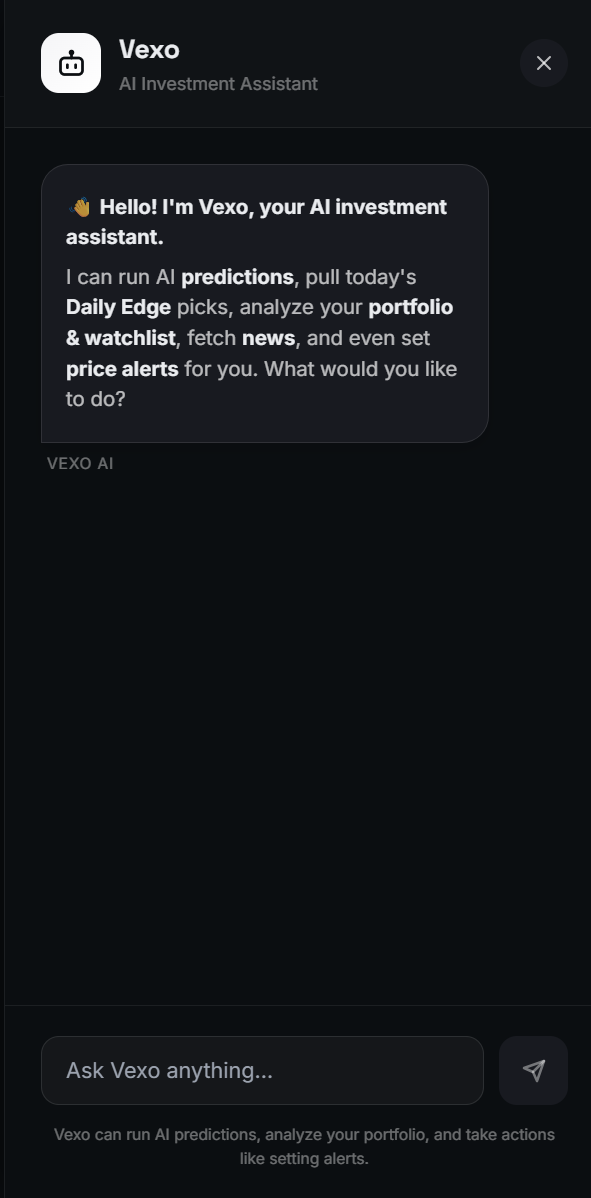 Vexo
AI Investment Assistant
👋 Hello! I'm Vexo, your AI investment
assistant.
I can run AI predictions, pull today's
Daily Edge picks, analyze your portfolio
& watchlist, fetch news, and even set
price alerts for you. What would you like
to do?
VEXO AI
Ask Vexo anything...
Vexo can run AI predictions, analyze your portfolio, and take actions
like setting alerts.